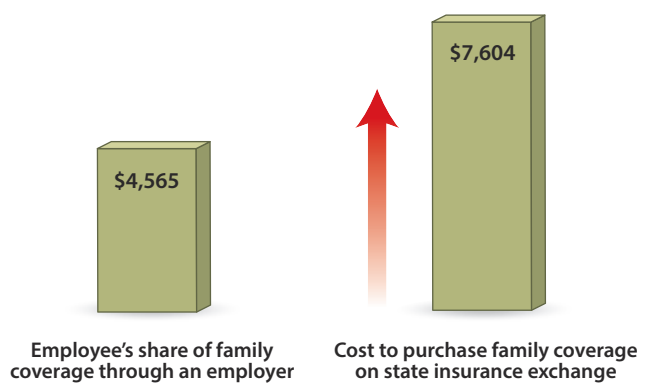 $4,565
$7,604
Employee’s share of family
coverage through an employer
Cost to purchase family coverage
on state insurance exchange